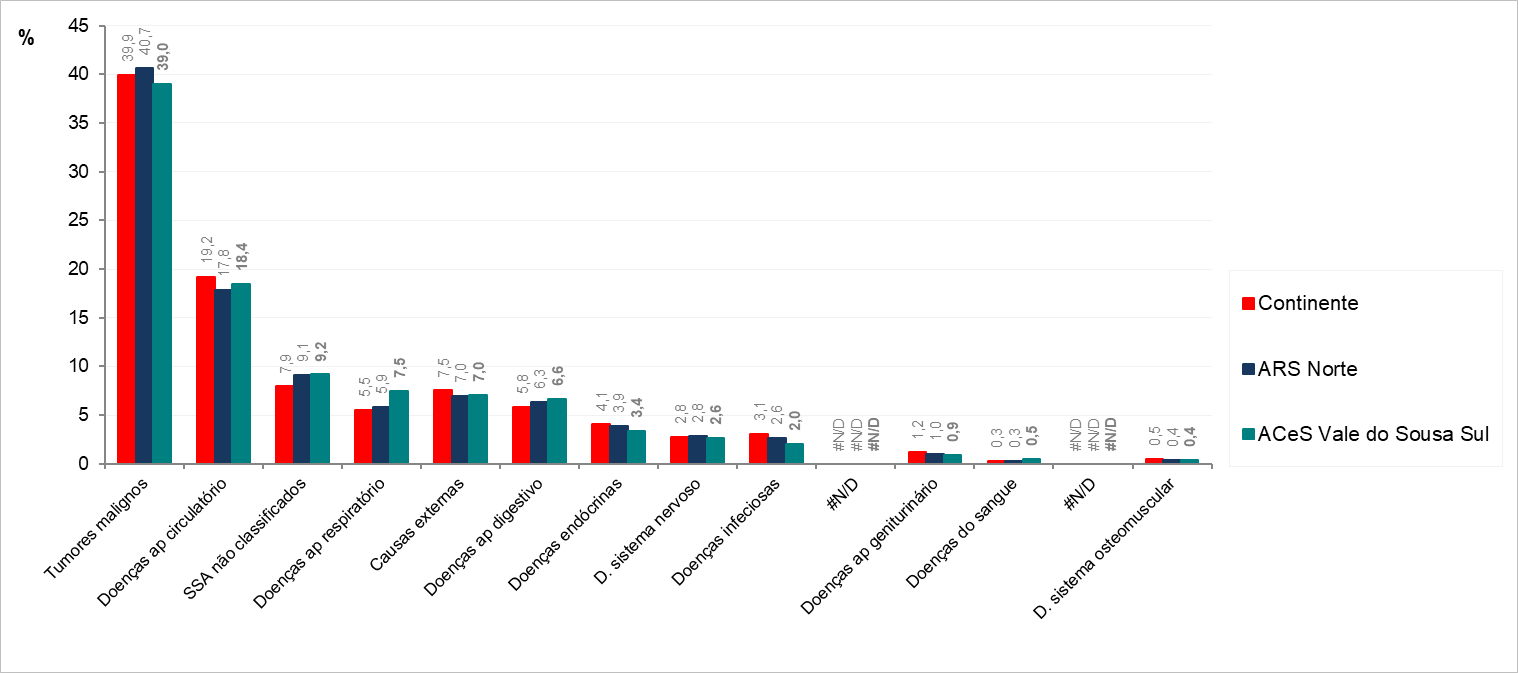 %
45
40
35
30
25
20
15
10
5
0
39,9
40,7
39,0
19,2
17,8
18,4
7,9
9,1
9,2
5,5
5,9
7,5
7,5
7,0
7,0
5,8
6,3
6,6
4,1
3,9
3,4
2,8
2,8
2,6
3,1
2,6
2,0
#N/D
#N/D
#N/D
1,2
1,0
0,9
0,3
0,3
0,5
#N/D
#N/D
#N/D
0,5
0,4
0,4
Tumores malignos
Doenças ap circulatório
SSA não classificados
Doenças ap respiratório
Causas externas
Doenças ap digestivo
Doenças endócrinas
D. sistema nervoso
Doenças infeciosas
#N/D
Doenças ap geniturinário
Doenças do sangue
#N/D
D. sistema osteomuscular
Continente
ARS Norte
ACeS Vale do Sousa Sul